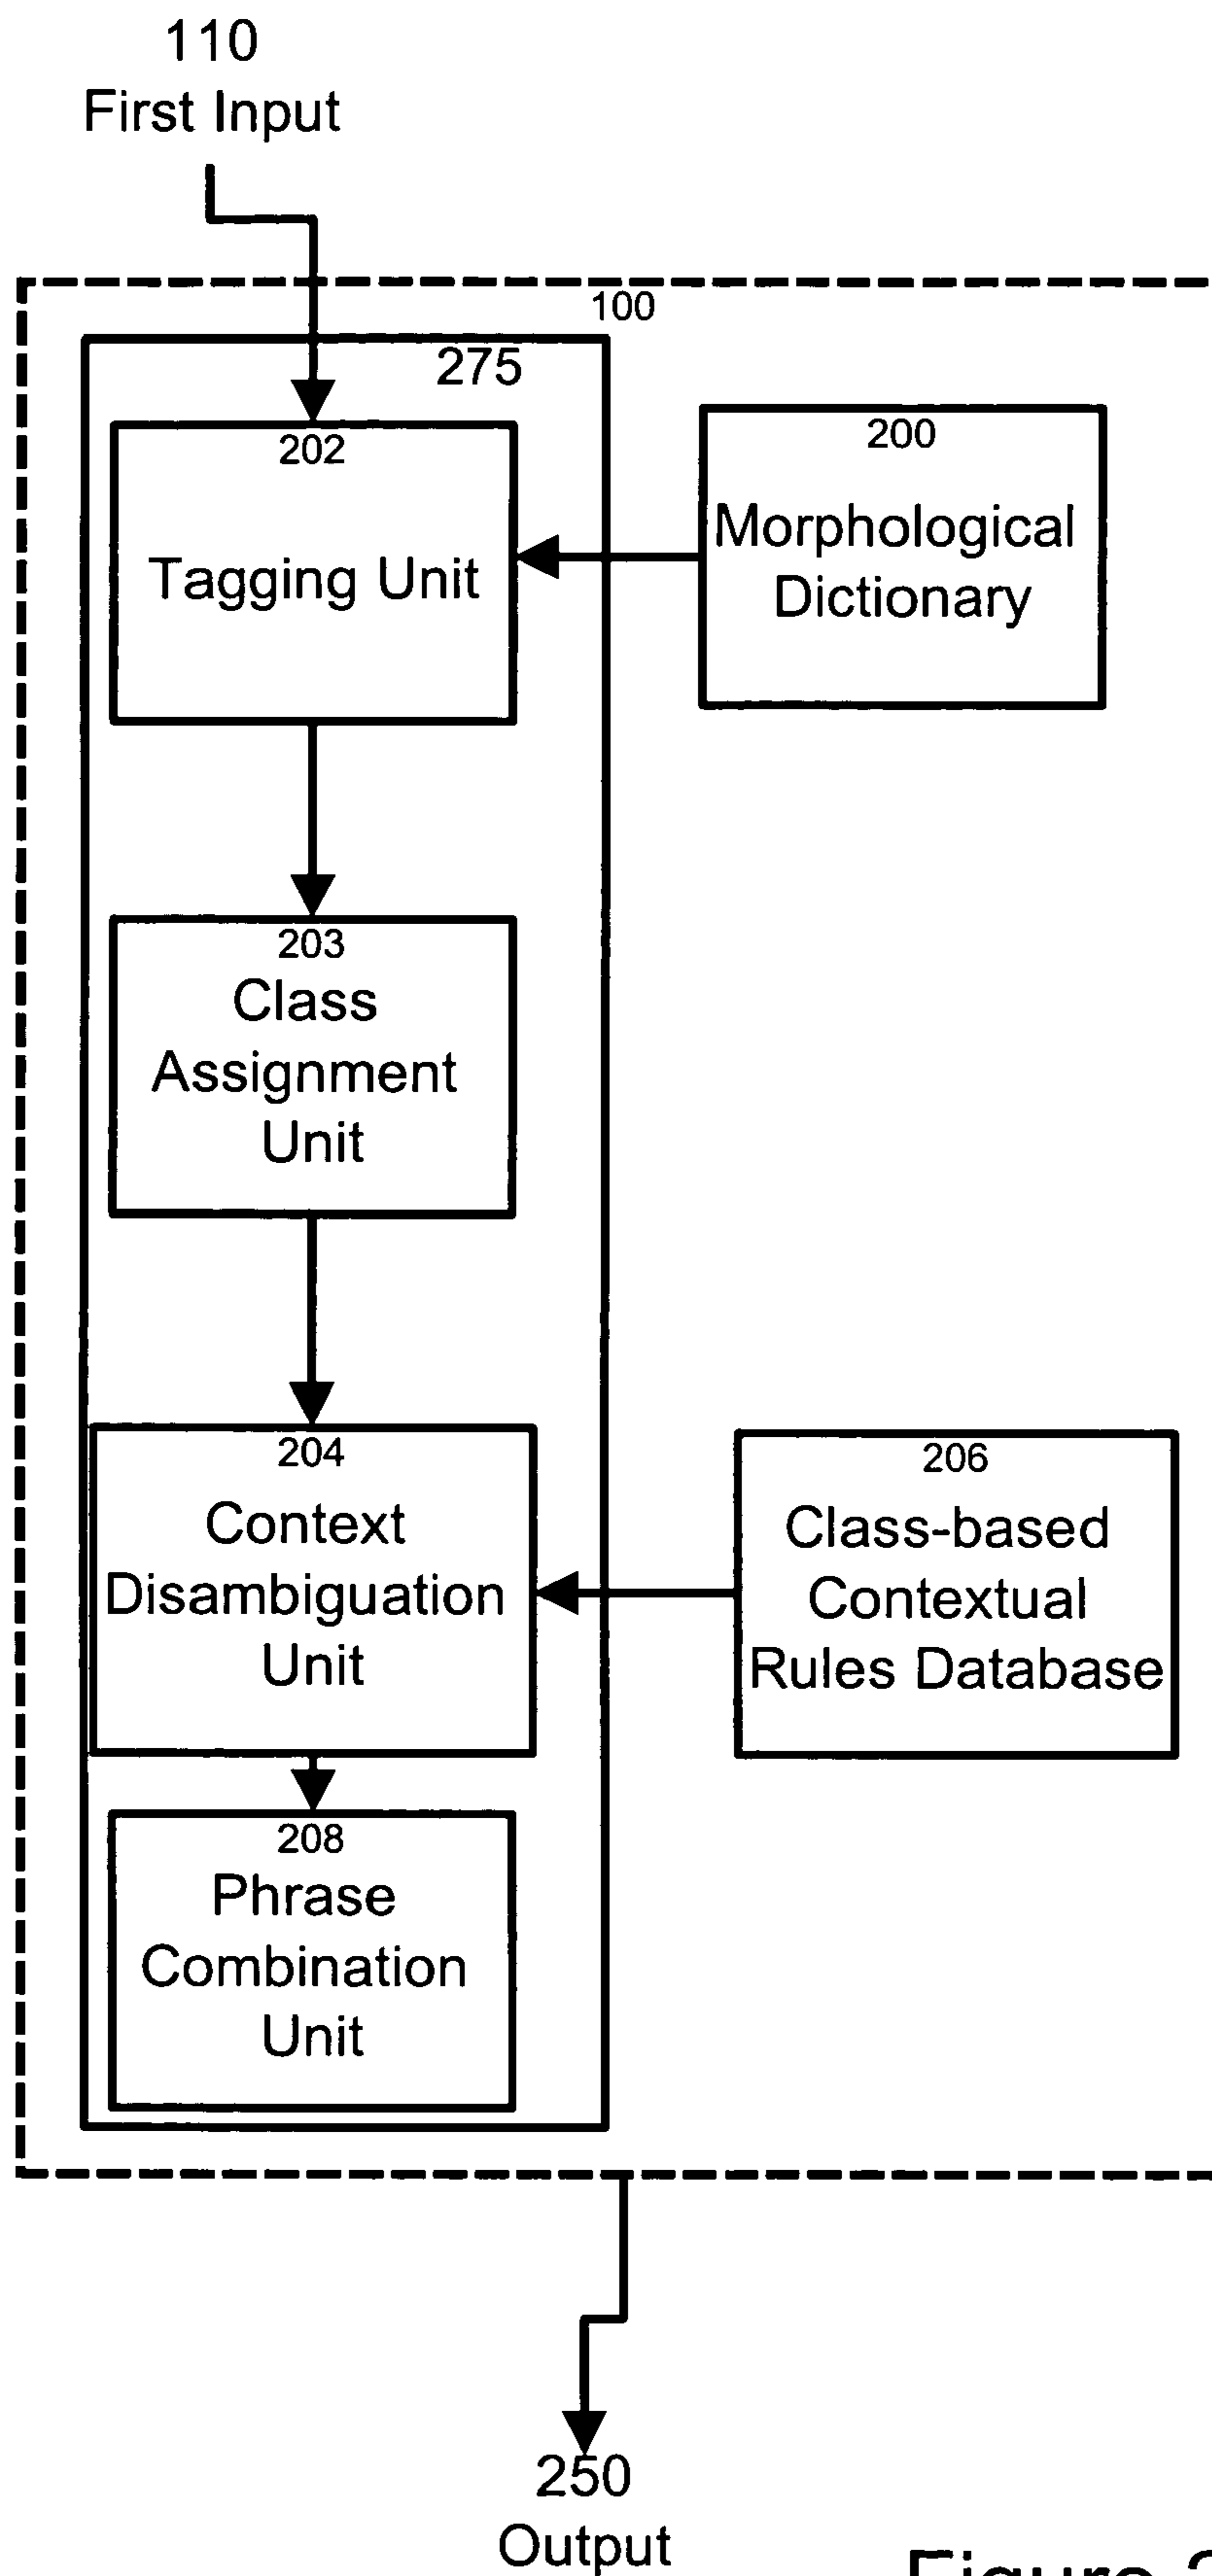 110
First Input
100
275
202
Tagging Unit
200
Morphological
Dictionary
203
Class
Assignment
Unit
204
Context
Disambiguation
Unit
206
Class-based
Contextual
Rules Database
208
Phrase
Combination
Unit
250
Output
Figure